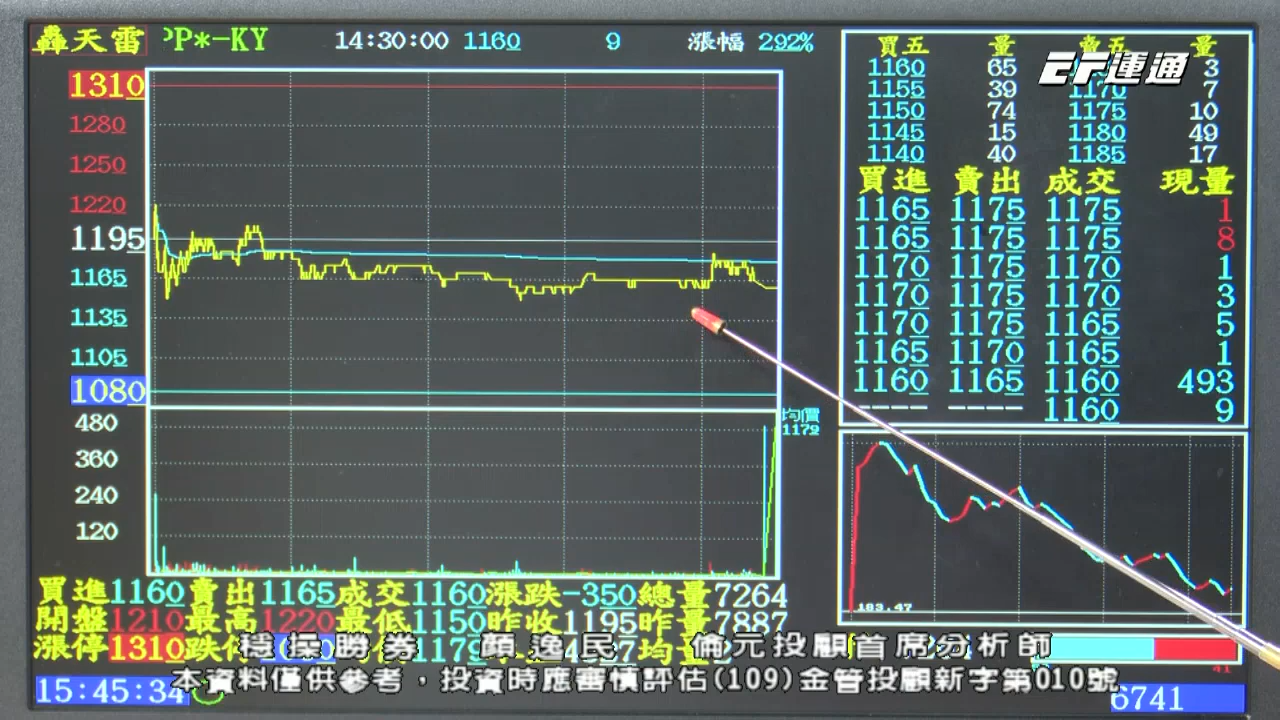 轟天雷 P*-KY 14:30:00 1160 9 漲幅 292%
1310
1280
1250
1220
1195
1165
1135
1105
1080
480
360
240
120
均價
1179
買五 量 賣五 量
1160 65 3
1155 39 1170 7
1150 74 1175 10
1145 15 1180 49
1140 40 1185 17
EF運通
買進 賣出 成交 現量
1165 1175 1175 1
1165 1175 1175 8
1170 1175 1170 1
1170 1175 1170 3
1170 1175 1165 5
1165 1170 1165 1
1160 1165 1160 493
---- ---- 1160 9
183.47
買進1160賣出1165成交1160漲跌-350總量7264
開盤1210最高1220最低1150昨收1195昨量7887
漲停1310跌停
穩操勝券 顏逸民 倫元投顧首席分析師
本資料僅供參考,投資時應審慎評估(109)金管投顧新字第010號
41
15:45:34
6741